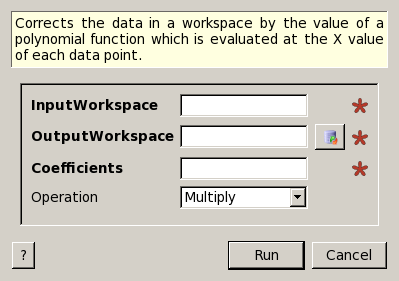 Corrects the data in a workspace by the value of a
polynomial function which is evaluated at the X value
of each data point.
InputWorkspace
OutputWorkspace
Coefficients
Operation Multiply
? Run Cancel